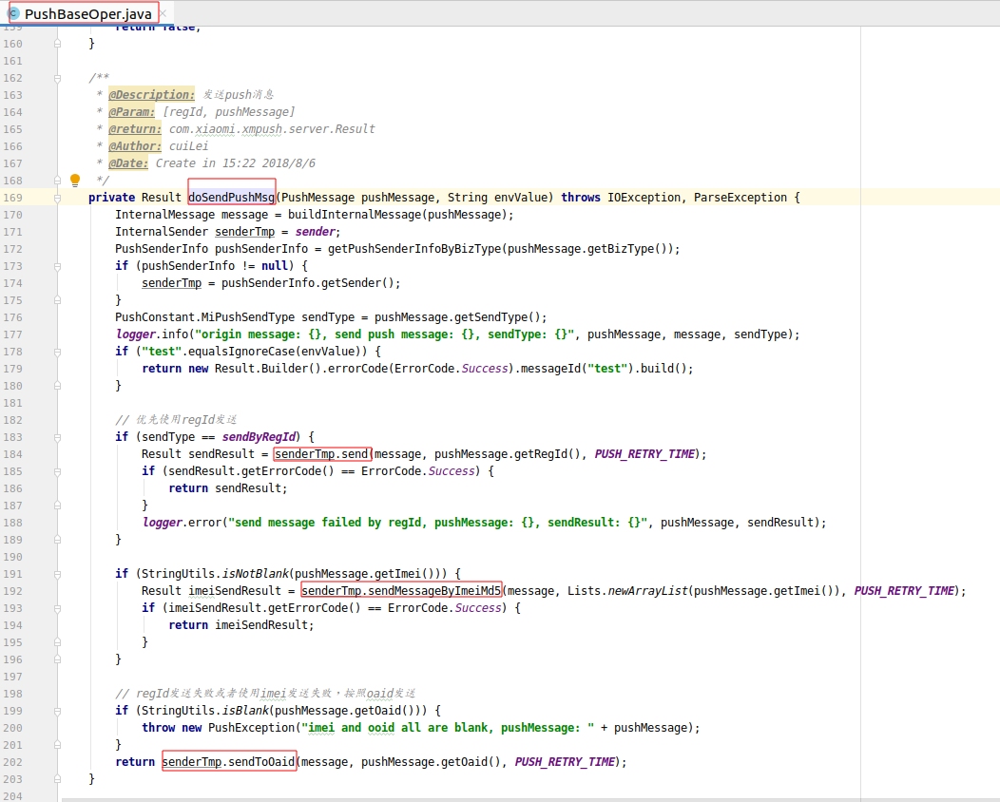 PushBaseOper.java
159 return false;
160 }
161
162 /**
163 * @Description: 发送push消息
164 * @Param: [regId, pushMessage]
165 * @return: com.xiaomi.xmpush.server.Result
166 * @Author: cuiLei
167 * @Date: Create in 15:22 2018/8/6
168 */
169 private Result doSendPushMsg(PushMessage pushMessage, String envValue) throws IOException, ParseException {
170 InternalMessage message = buildInternalMessage(pushMessage);
171 InternalSender senderTmp = sender;
172 PushSenderInfo pushSenderInfo = getPushSenderInfoByBizType(pushMessage.getBizType());
173 if (pushSenderInfo != null) {
174 senderTmp = pushSenderInfo.getSender();
175 }
176 PushConstant.MiPushSendType sendType = pushMessage.getSendType();
177 logger.info("origin message: {}, send push message: {}, sendType: {}", pushMessage, message, sendType);
178 if ("test".equalsIgnoreCase(envValue)) {
179 return new Result.Builder().errorCode(ErrorCode.Success).messageId("test").build();
180 }
181
182 // 优先使用regId发送
183 if (sendType == sendByRegId) {
184 Result sendResult = senderTmp.send(message, pushMessage.getRegId(), PUSH_RETRY_TIME);
185 if (sendResult.getErrorCode() == ErrorCode.Success) {
186 return sendResult;
187 }
188 logger.error("send message failed by regId, pushMessage: {}, sendResult: {}", pushMessage, sendResult);
189 }
190
191 if (StringUtils.isNotBlank(pushMessage.getImei())) {
192 Result imeiSendResult = senderTmp.sendMessageByImeiMd5(message, Lists.newArrayList(pushMessage.getImei()), PUSH_RETRY_TIME);
193 if (imeiSendResult.getErrorCode() == ErrorCode.Success) {
194 return imeiSendResult;
195 }
196 }
197
198 // regId发送失败或者使用imei发送失败，按照oaid发送
199 if (StringUtils.isBlank(pushMessage.getOaid())) {
200 throw new PushException("imei and ooid all are blank, pushMessage: " + pushMessage);
201 }
202 return senderTmp.sendToOaid(message, pushMessage.getOaid(), PUSH_RETRY_TIME);
203 }
204